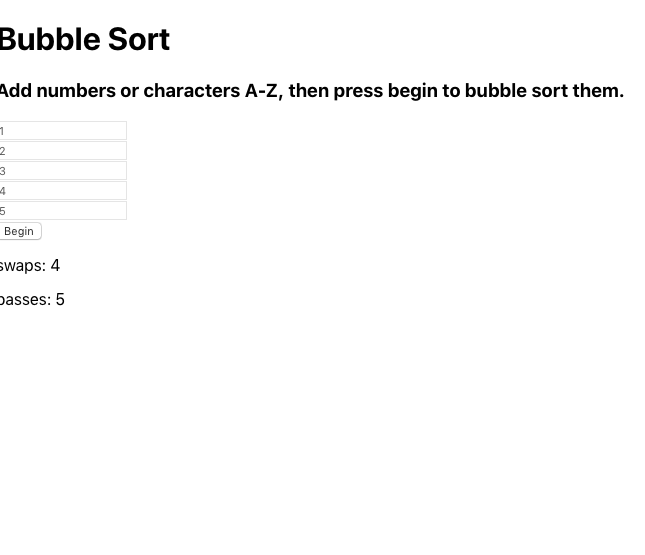 Bubble Sort
Add numbers or characters A-Z, then press begin to bubble sort them.
1
2
3
4
5
Begin
swaps: 4
passes: 5